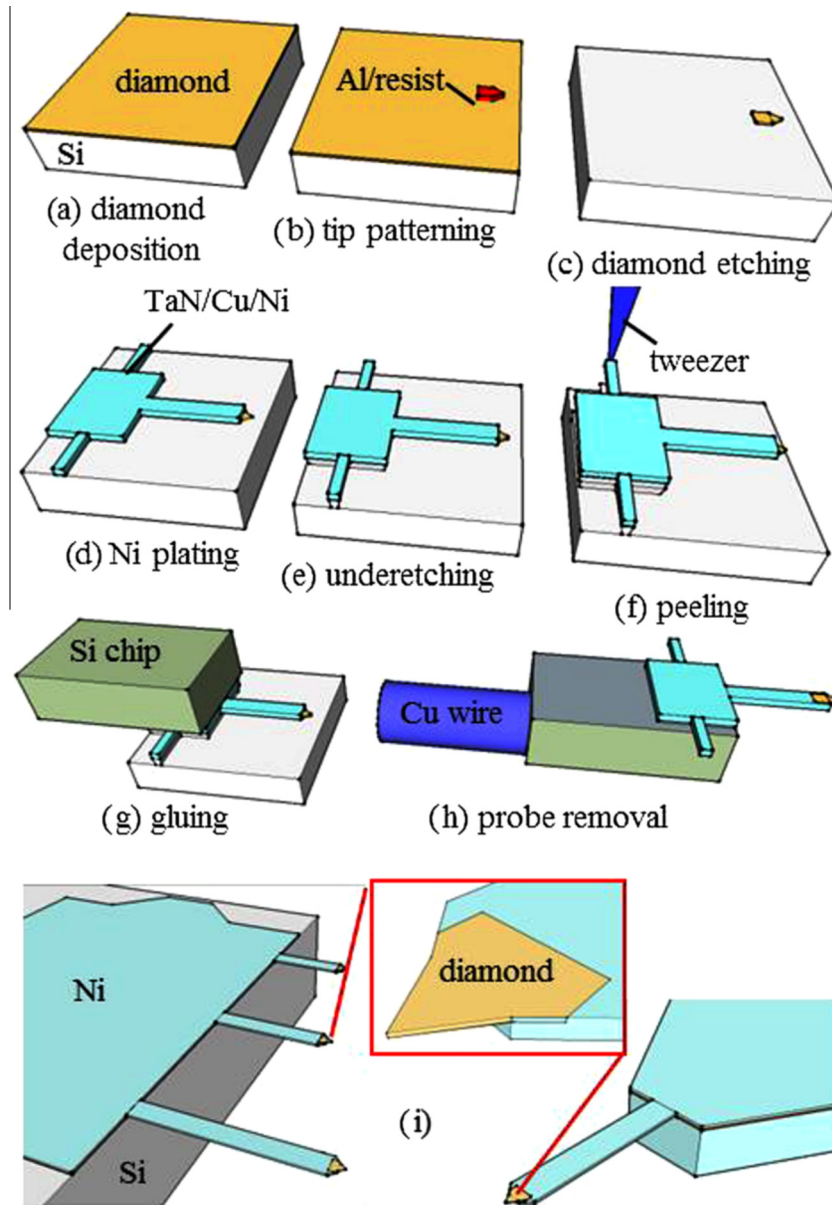 diamond
Al/resist
Si
(a) diamond
deposition
(b) tip patterning
(c) diamond etching
TaN/Cu/Ni
tweezer
(d) Ni plating
(e) underetching
(f) peeling
Si chip
Cu wire
(g) gluing
(h) probe removal
Ni
diamond
Si
(i)